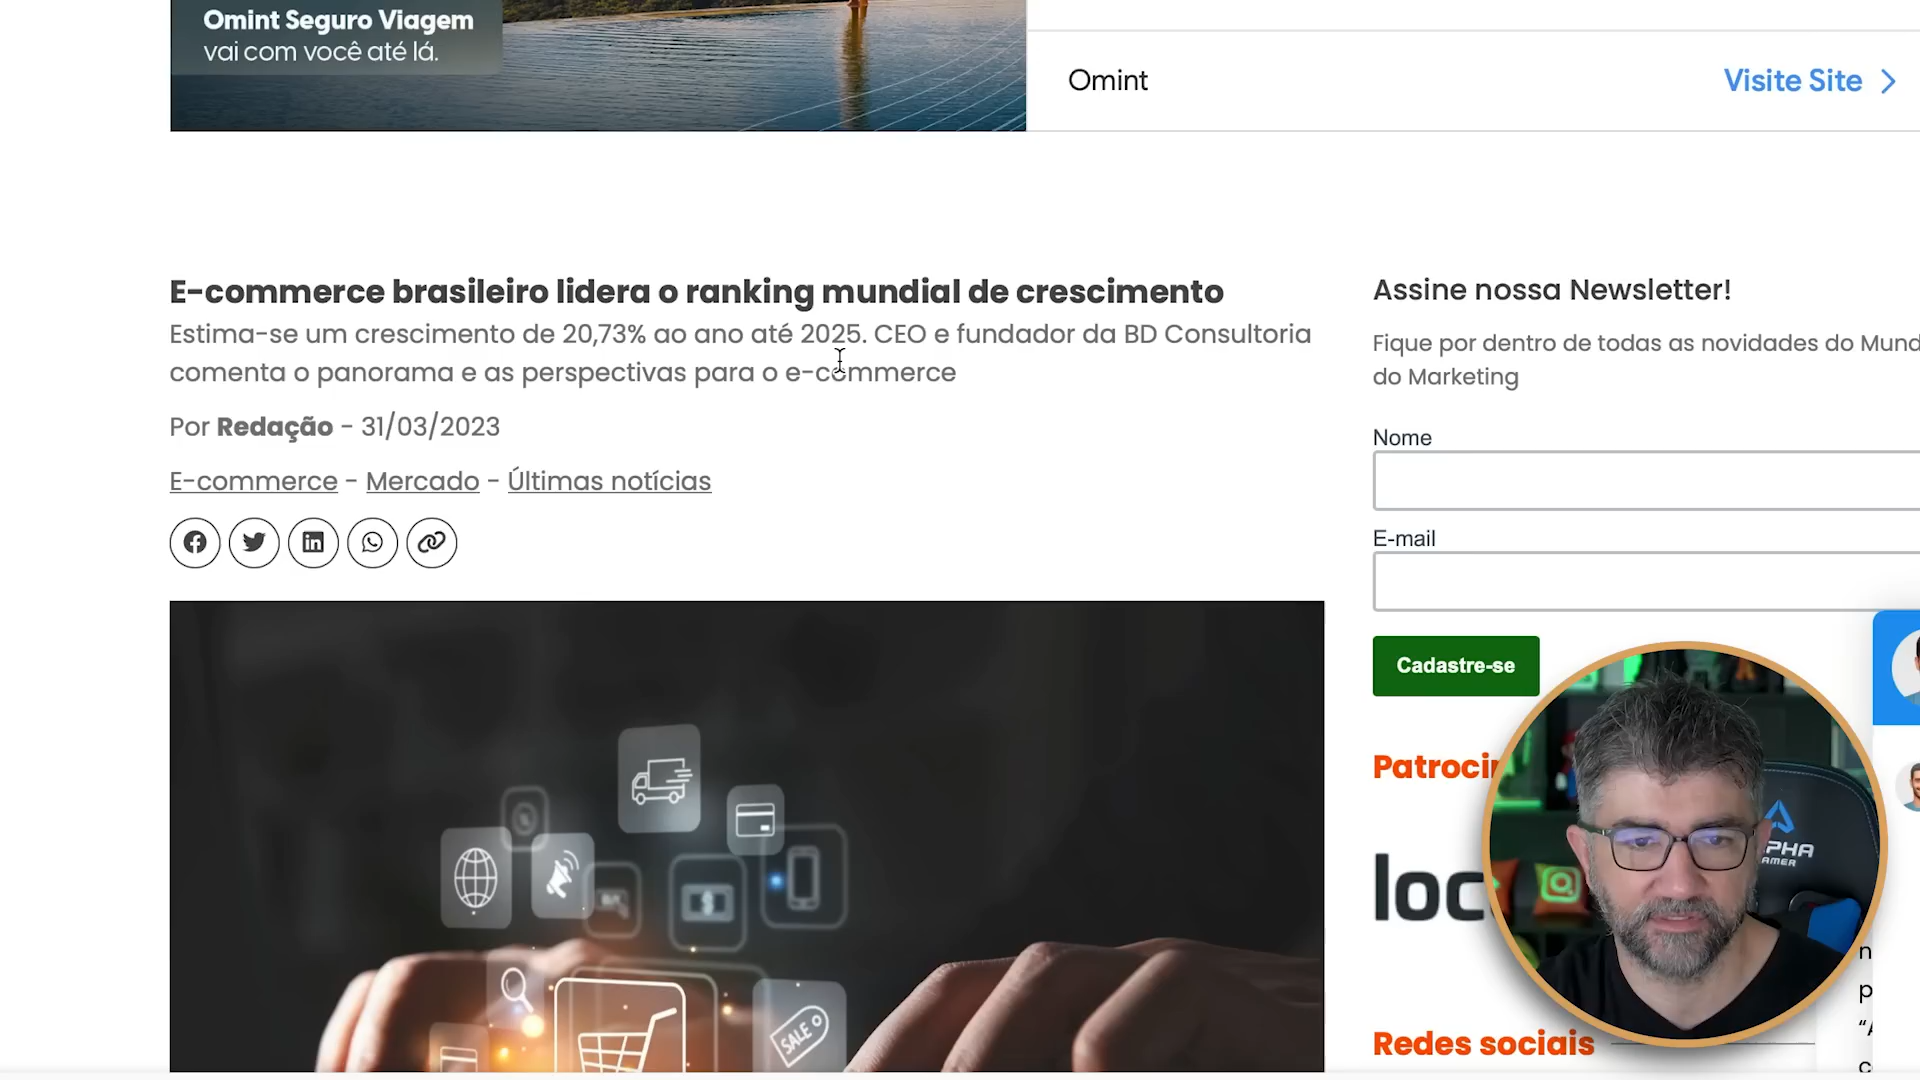 Omint Seguro Viagem
vai com você até lá.
Omint
Visite Site
E-commerce brasileiro lidera o ranking mundial de crescimento
Estima-se um crescimento de 20,73% ao ano até 2025. CEO e fundador da BD Consultoria
comenta o panorama e as perspectivas para o e-commerce
Por Redação - 31/03/2023
E-commerce - Mercado - Últimas notícias
SALE
Assine nossa Newsletter!
Fique por dentro de todas as novidades do Mund
do Marketing
Nome
E-mail
Cadastre-se
Patroci
loc
PHA
AMER
Redes sociais
n
p
c